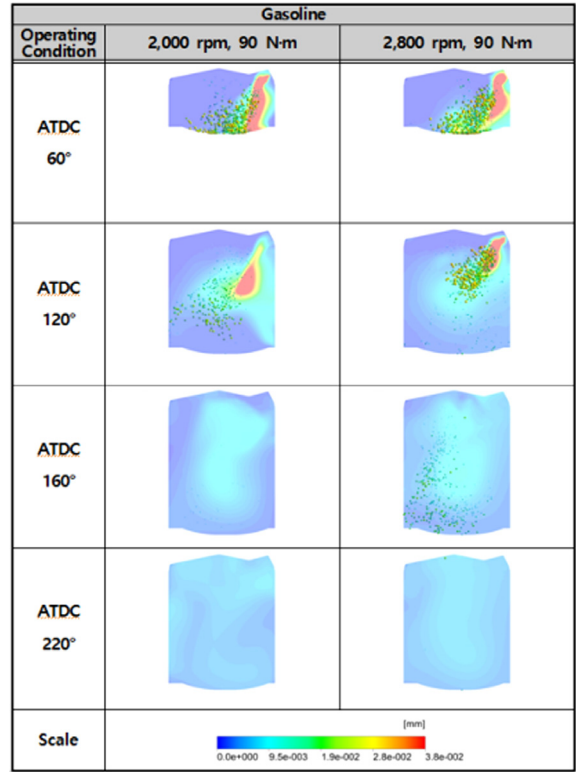 Gasoline
Operating Condition
2,000 rpm, 90 N·m
2,800 rpm, 90 N·m
ATDC
60°
ATDC
120°
ATDC
160°
ATDC
220°
Scale
[mm]
0.0e+000 9.5e-003 1.9e-002 2.8e-002 3.8e-002